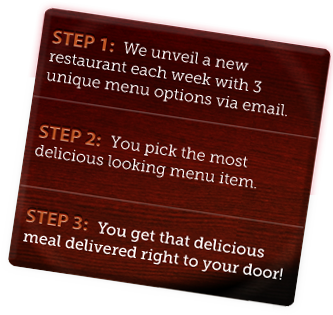 STEP 1: We unveil a new
restaurant each week with 3
unique menu options via email.
STEP 2: You pick the most
delicious looking menu item.
STEP 3: You get that delicious
meal delivered right to your door!